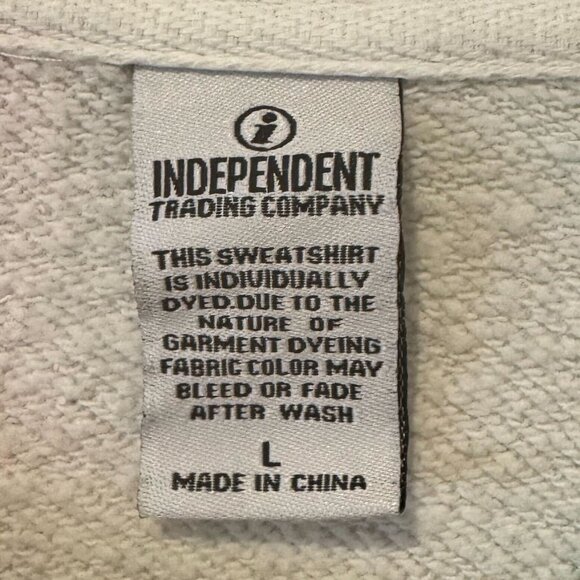 i
INDEPENDENT
TRADING COMPANY
THIS SWEATSHIRT
IS INDIVIDUALLY
DYED.DUE TO THE
NATURE OF
GARMENT DYEING
FABRIC COLOR MAY
BLEED OR FADE
AFTER WASH
L
MADE IN CHINA